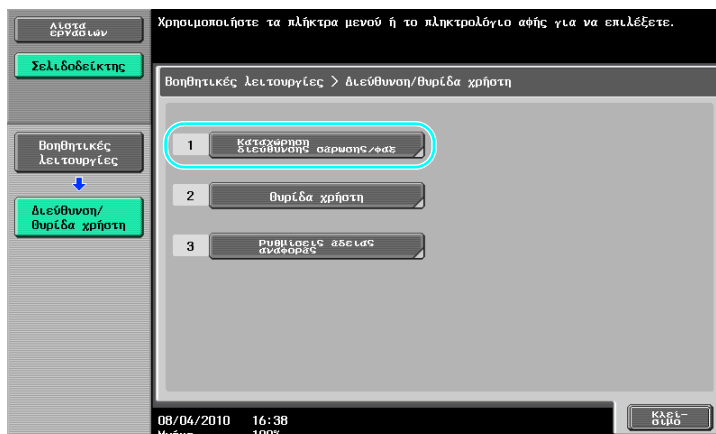 Λίστα
εργασιών
Χρησιμοποιήστε τα πλήκτρα μενού ή το πληκτρολόγιο αφής για να επιλέξετε.
Σελιδοδείκτης
Βοηθητικές λειτουργίες > Διεύθυνση/θυρίδα χρήστη
Βοηθητικές
λειτουργίες
Διεύθυνση/
θυρίδα χρήστη
1 Καταχώρηση
διεύθυνσης σάρωσης/φαξ
2 θυρίδα χρήστη
3 Ρυθμίσεις άδειας
αναφοράς
08/04/2010 16:38
Μνήμη 100%
Κλεί-
σιμο